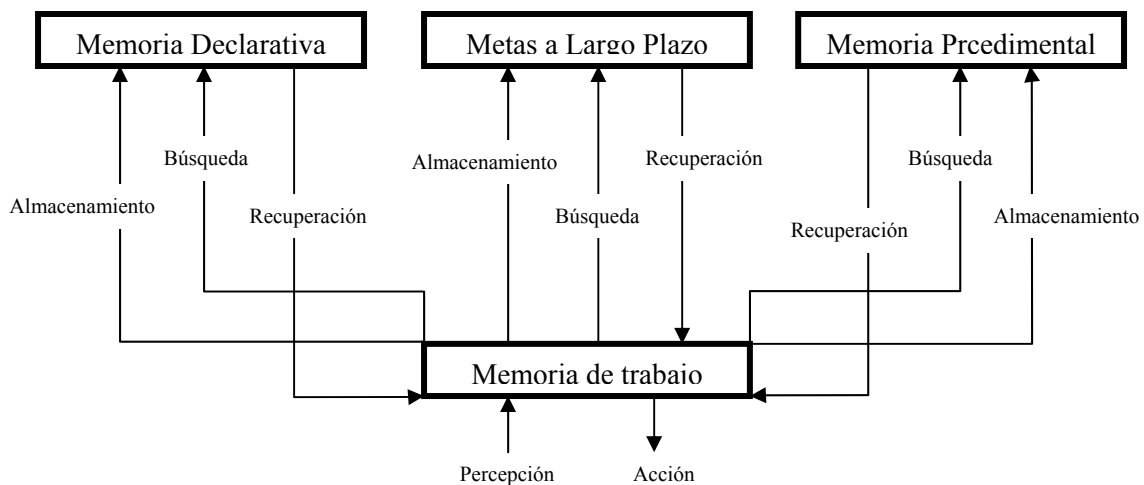 Memoria Declarativa
Metas a Largo Plazo
Memoria Prcedimental
Búsqueda
Almacenamiento
Recuperación
Búsqueda
Almacenamiento
Recuperación
Búsqueda
Recuperación
Almacenamiento
Memoria de trabajo
Percepción
Acción